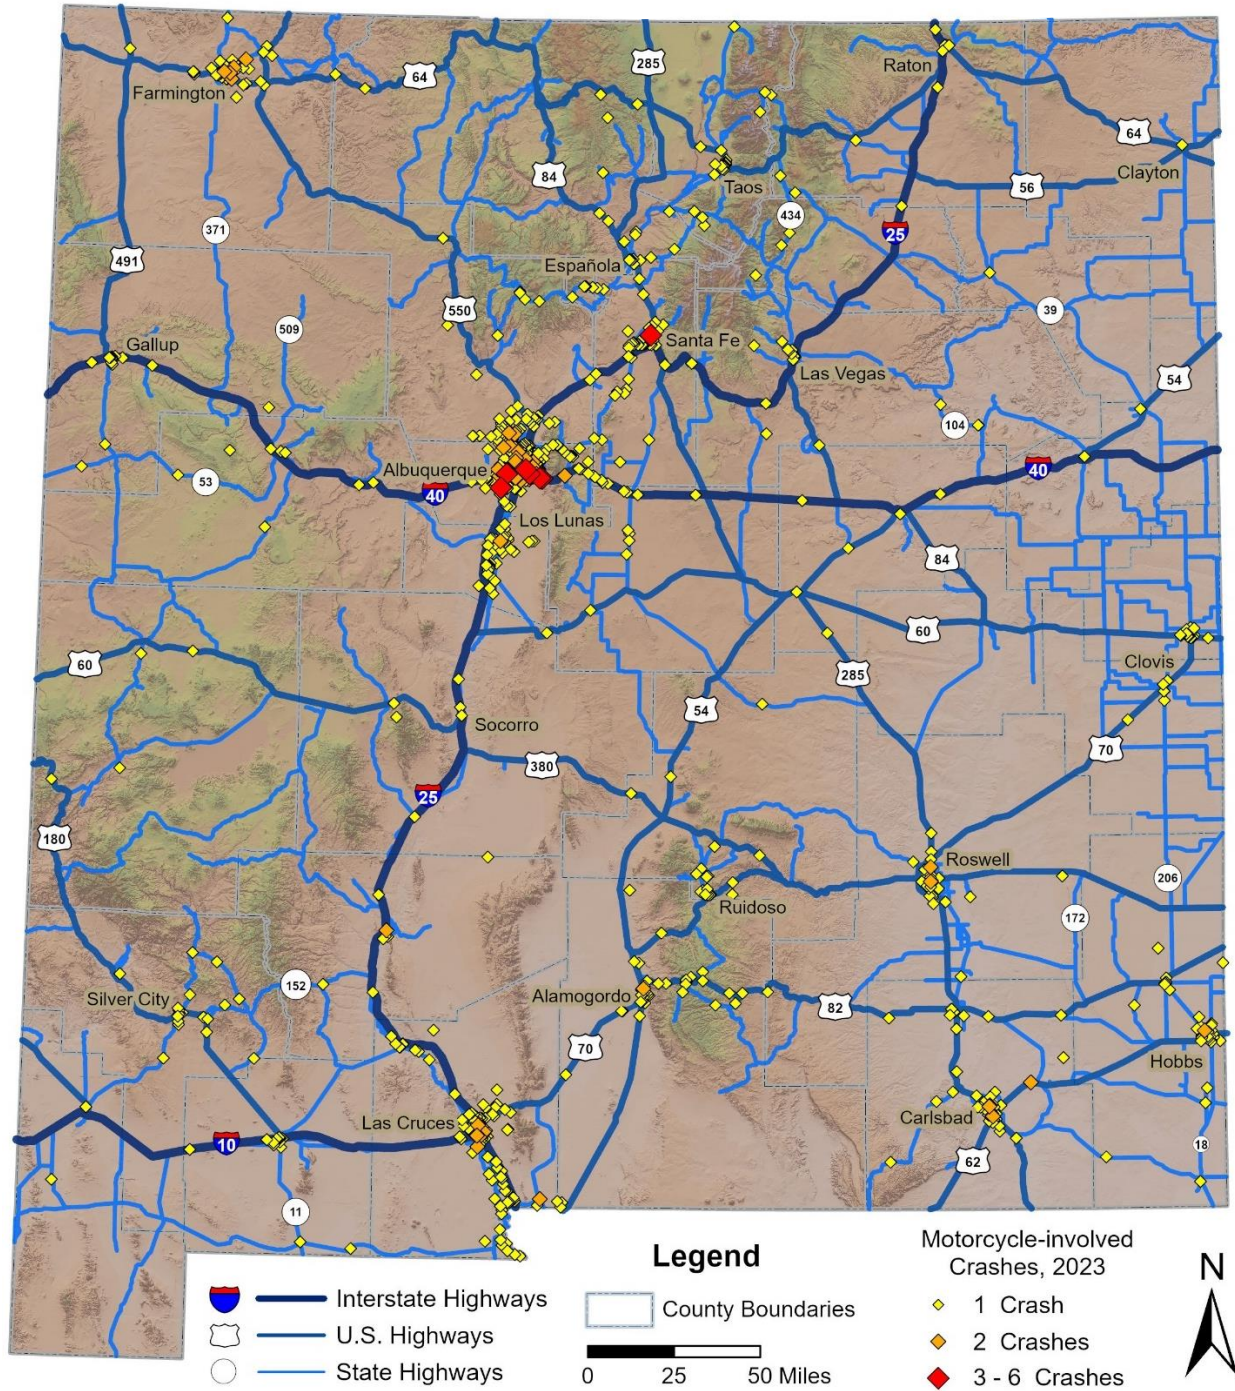 285
Raton
64
Farmington
64
Clayton
84
Taos
56
434
371
25
491
Española
550
39
509
Gallup
Santa Fe
Las Vegas
54
104
Albuquerque
40
53
40
Los Lunas
84
60
60
Clovis
285
54
Socorro
70
380
25
180
Roswell
206
Ruidoso
172
152
Silver City
Alamogordo
82
70
Hobbs
Las Cruces
Carlsbad
10
18
62
11
Legend
Interstate Highways
U.S. Highways
State Highways
County Boundaries
0 25 50 Miles
Motorcycle-involved
Crashes, 2023
1 Crash
2 Crashes
3 - 6 Crashes
N